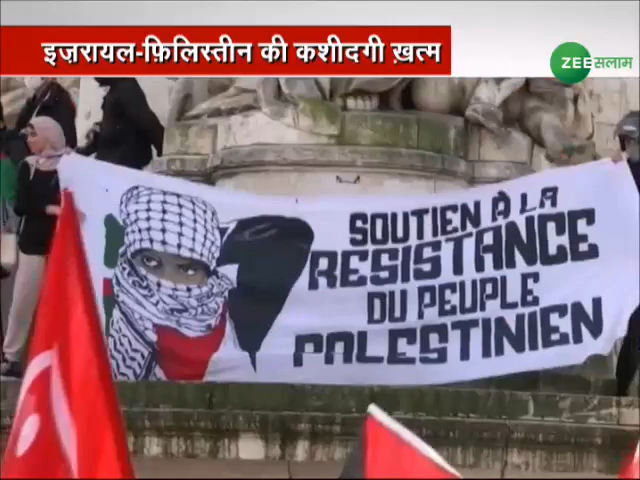 इज़रायल-फ़िलिस्तीन की कशीदगी ख़त्म
ZEE सलाम
SOUTIEN À LA
RESISTANCE
DU PEUPLE
PALESTINIEN